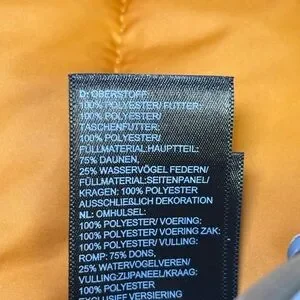 D: OBERSTOFF:
100% POLYESTER/ FUTTER:
100% POLYESTER/
TASCHENFUTTER:
100% POLYESTER/
FÜLLMATERIAL:HAUPTTEIL:
75% DAUNEN,
25% WASSERVÖGEL FEDERN/
FÜLLMATERIAL:SEITENPANEL/
KRAGEN: 100% POLYESTER
AUSSCHLIEßLICH DEKORATION
NL: OMHULSEL:
100% POLYESTER/ VOERING:
100% POLYESTER/ VOERING ZAK:
100% POLYESTER/ VULLING:
ROMP: 75% DONS,
25% WATERVOGELVEREN/
VULLING:ZIJPANEEL/KRAAG:
100% POLYESTER
EXCLUSIEF VERSIERING